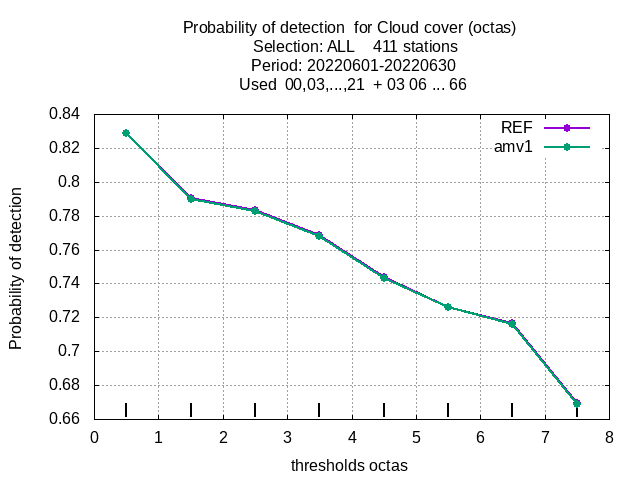 Probability of detection  for Cloud cover (octas)
Selection: ALL    411 stations
Period: 20220601-20220630
Used  00,03,...,21  + 03 06 ... 66
REF
amv1
0.84
0.82
0.8
0.78
0.76
0.74
0.72
0.7
0.68
0.66
Probability of detection
0 1 2 3 4 5 6 7 8
thresholds octas